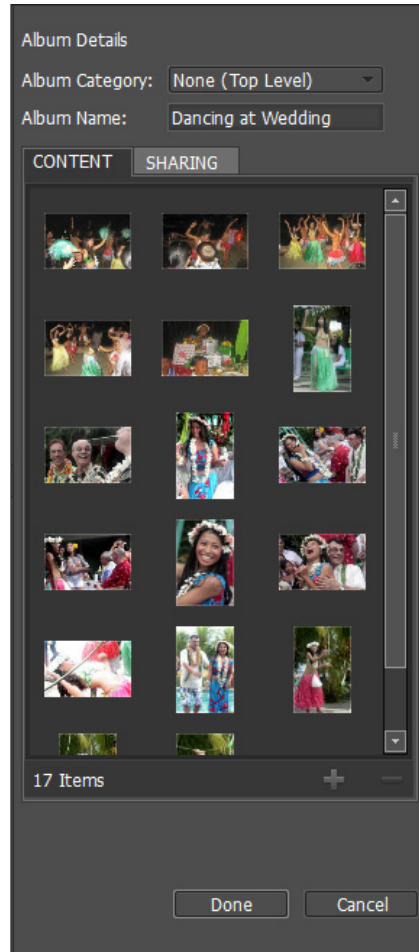 Album Details
Album Category: None (Top Level)
Album Name: Dancing at Wedding
CONTENT SHARING
17 Items
Done Cancel